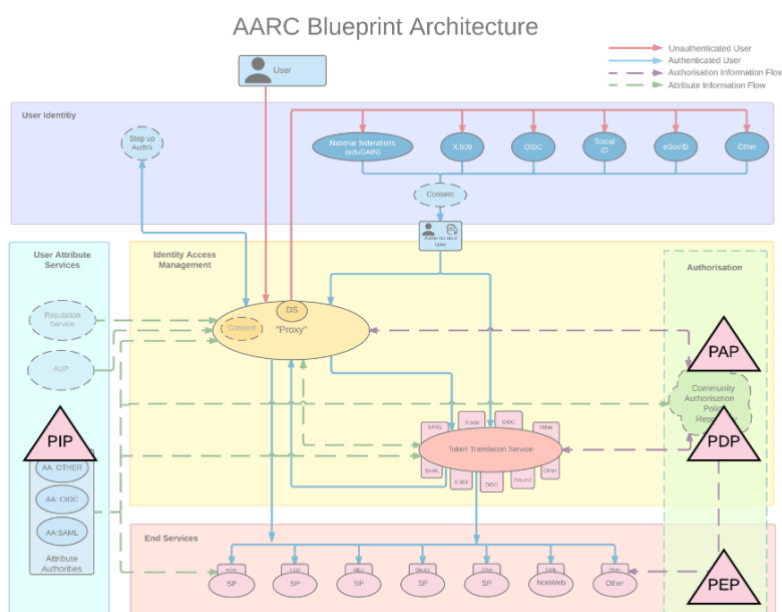 AARC Blueprint Architecture
Unauthenticated User
Authenticated User
Authorisation Information Flow
Attribute Information Flow
User
User Identitiy
Step up
Auth'n
National federations
(eduGAIN)
X.509
OIDC
Social
ID
eGovID
Other
Consent
Authenticated
User
User Attribute
Services
Identity Access
Management
Authorisation
Reputation
Service
DS
Consent
"Proxy"
AUP
PAP
Community
Authorisation
Policy
PIP
PDP
SAML
X.509
OIDC
Other
Token Translation Service
SAML
X.509
OIDC
Other
AA: OTHER
AA: OIDC
AA:SAML
Attribute
Authorities
End Services
OIDC
SAML
SP
SP
SP
SP
SP
NonWeb
Other
PEP